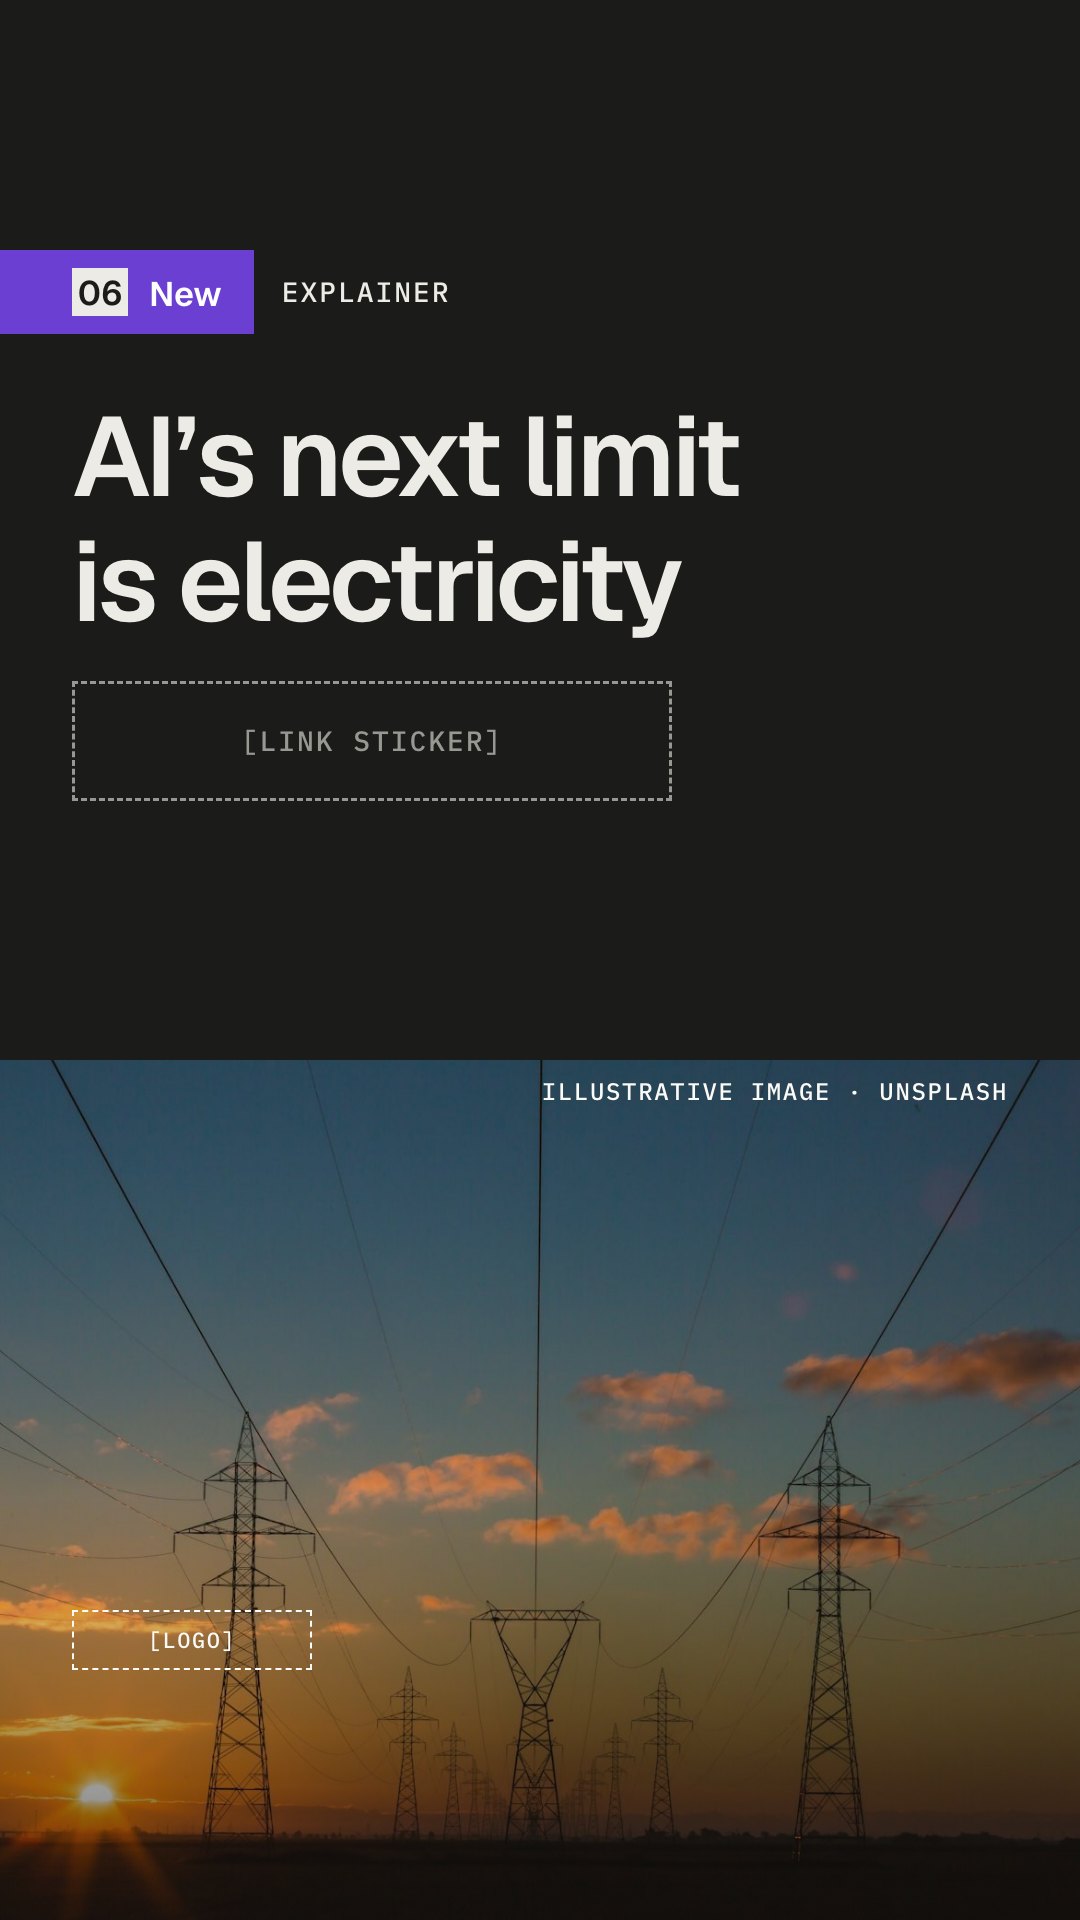 06 New EXPLAINER
AI’s next limit
is electricity
[LINK STICKER]
ILLUSTRATIVE IMAGE · UNSPLASH
[LOGO]